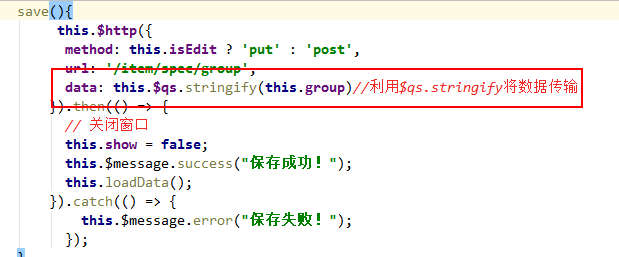 save(){
this.$http({
method: this.isEdit ? 'put' : 'post',
url: '/item/spec/group',
data: this.$qs.stringify(this.group)//利用$qs.stringify将数据传输
}).then(() => {
// 关闭窗口
this.show = false;
this.$message.success("保存成功！");
this.loadData();
}).catch(() => {
this.$message.error("保存失败！");
});
}